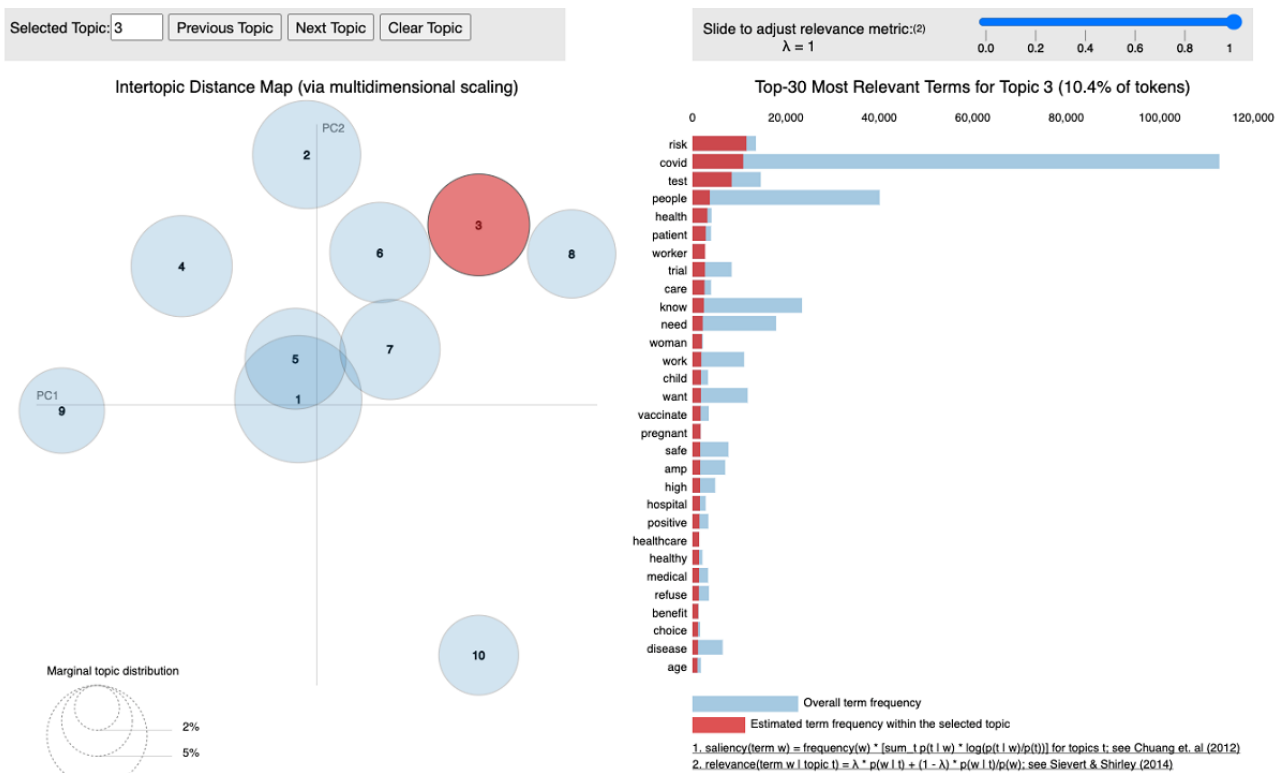 Selected Topic: 3 Previous Topic Next Topic Clear Topic
Slide to adjust relevance metric:(2)
λ = 1
0.0 0.2 0.4 0.6 0.8 1
Intertopic Distance Map (via multidimensional scaling)
PC2
2
3
6
8
4
7
5
1
PC1
9
10
Marginal topic distribution
2%
5%
Top-30 Most Relevant Terms for Topic 3 (10.4% of tokens)
0 20,000 40,000 60,000 80,000 100,000 120,000
risk
covid
test
people
health
patient
worker
trial
care
know
need
woman
work
child
want
vaccinate
pregnant
safe
amp
high
hospital
positive
healthcare
healthy
medical
refuse
benefit
choice
disease
age
Overall term frequency
Estimated term frequency within the selected topic
1. saliency(term w) = frequency(w) * [sum_t p(t | w) * log(p(t | w)/p(t))] for topics t; see Chuang et. al (2012)
2. relevance(term w | topic t) = λ * p(w | t) + (1 - λ) * p(w | t)/p(w); see Sievert & Shirley (2014)